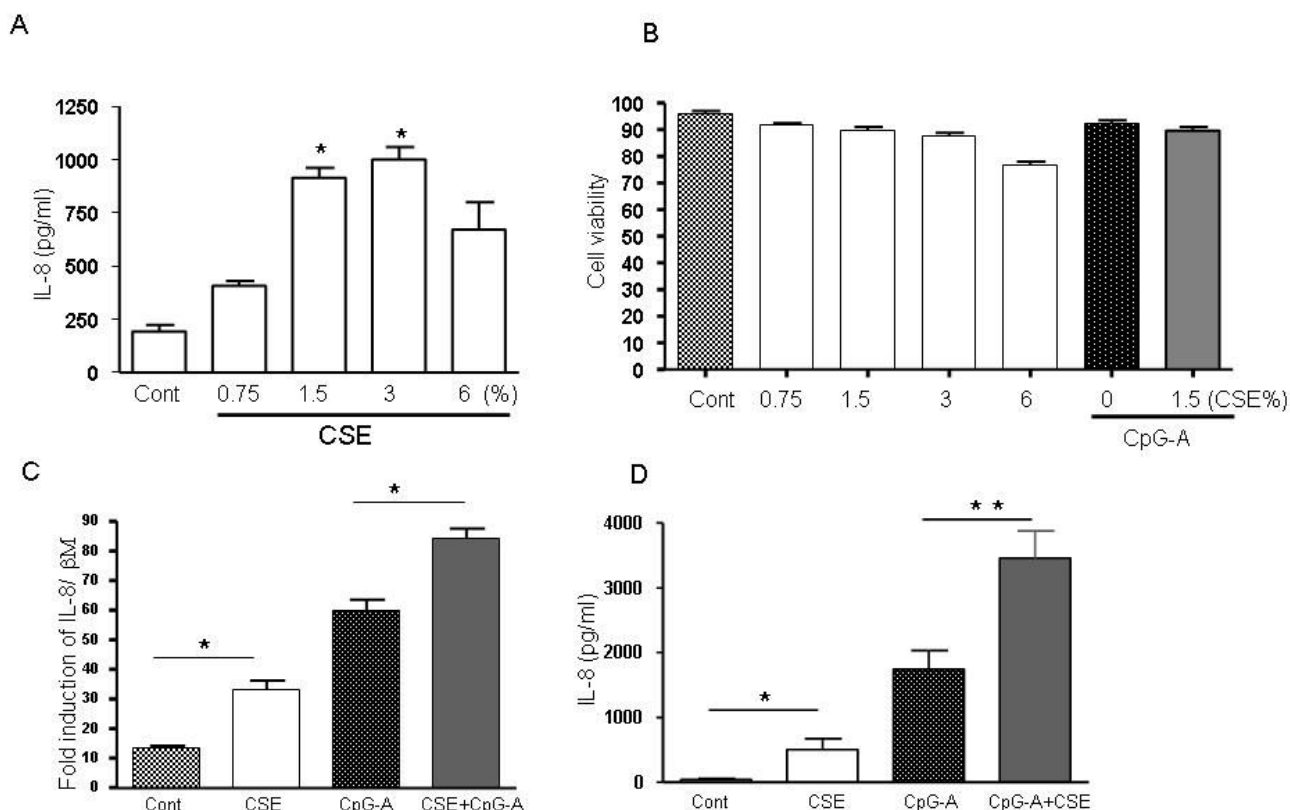 A
IL-8 (pg/ml)
1250
1000
750
500
250
0
*
*
Cont 0.75 1.5 3 6 (%)
CSE
B
Cell viability
100
90
80
70
60
50
40
30
20
10
0
Cont 0.75 1.5 3 6 0 1.5 (CSE%)
CpG-A
C
Fold induction of IL-8/ βM
90
80
70
60
50
40
30
20
10
0
*
*
Cont CSE CpG-A CSE+CpG-A
D
IL-8 (pg/ml)
4000
3000
2000
1000
0
*
* *
Cont CSE CpG-A CpG-A+CSE